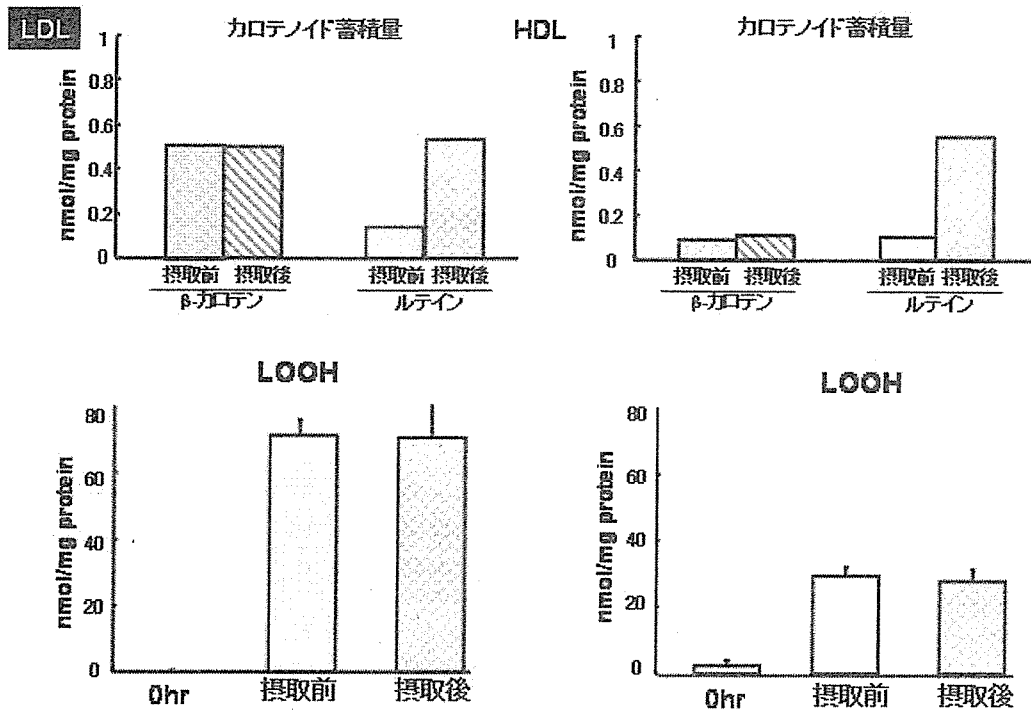 LDL
カロテノイド蓄積量
nmol/mg protein
1
0.8
0.6
0.4
0.2
0
摂取前 摂取後
β-カロテン
摂取前 摂取後
ルテイン
HDL
カロテノイド蓄積量
nmol/mg protein
1
0.8
0.6
0.4
0.2
0
摂取前 摂取後
β-カロテン
摂取前 摂取後
ルテイン
LOOH
nmol/mg protein
80
60
40
20
0
0hr 摂取前 摂取後
LOOH
nmol/mg protein
80
60
40
20
0
0hr 摂取前 摂取後